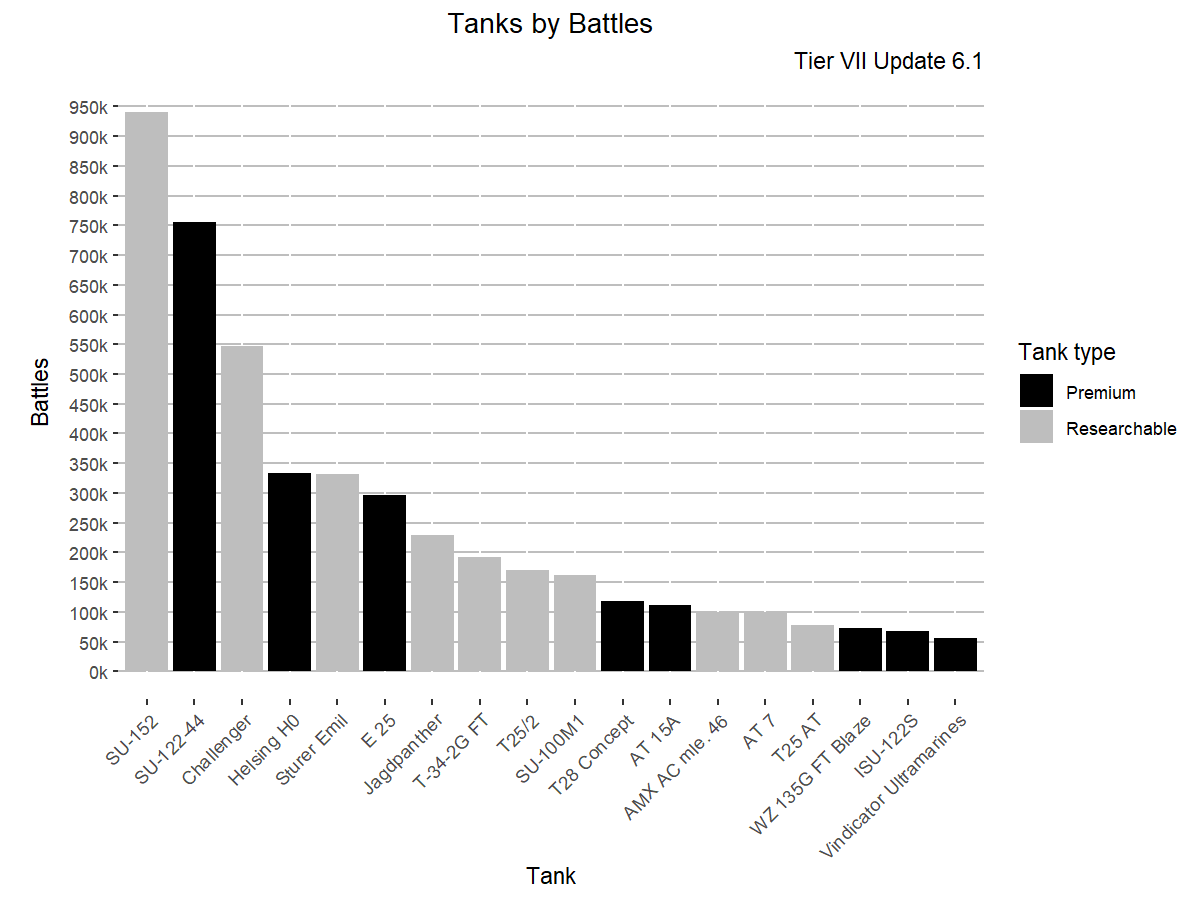 Tanks by Battles
Tier VII Update 6.1
950k
900k
850k
800k
750k
700k
650k
600k
550k
500k
450k
400k
350k
300k
250k
200k
150k
100k
50k
0k
Battles
SU-152
SU-122-44
Challenger
Helsing H0
Sturer Emil
E 25
Jagdpanther
T-34-2G FT
T25/2
SU-100M1
T28 Concept
AT 15A
AMX AC mle. 46
AT 7
T25 AT
WZ 135G FT Blaze
ISU-122S
Vindicator Ultramarines
Tank
Tank type
Premium
Researchable